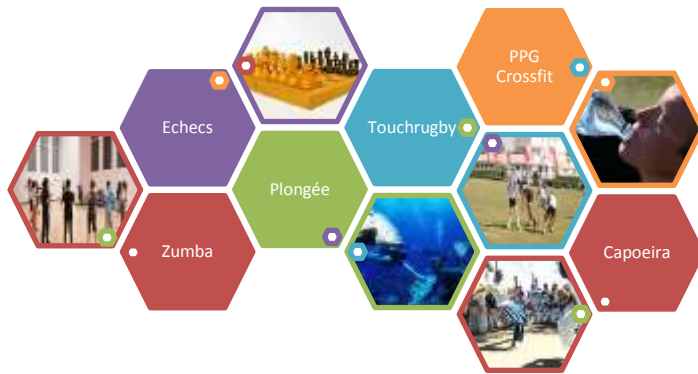 PPG
Crossfit
Echecs
Touchrugby
Plongée
Zumba
Capoeira